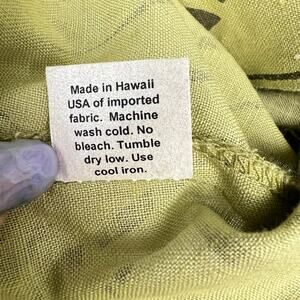 Made in Hawaii
USA of imported
fabric. Machine
wash cold. No
bleach. Tumble
dry low. Use
cool iron.